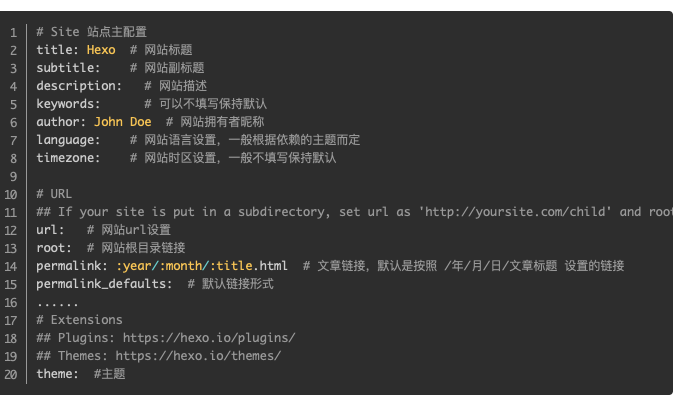 1 # Site 站点主配置
2 title: Hexo # 网站标题
3 subtitle: # 网站副标题
4 description: # 网站描述
5 keywords: # 可以不填写保持默认
6 author: John Doe # 网站拥有者昵称
7 language: # 网站语言设置，一般根据依赖的主题而定
8 timezone: # 网站时区设置，一般不填写保持默认
9
10 # URL
11 ## If your site is put in a subdirectory, set url as 'http://yoursite.com/child' and root
12 url: # 网站url设置
13 root: # 网站根目录链接
14 permalink: :year/:month/:title.html # 文章链接，默认是按照 /年/月/日/文章标题 设置的链接
15 permalink_defaults: # 默认链接形式
16 ......
17 # Extensions
18 ## Plugins: https://hexo.io/plugins/
19 ## Themes: https://hexo.io/themes/
20 theme: #主题